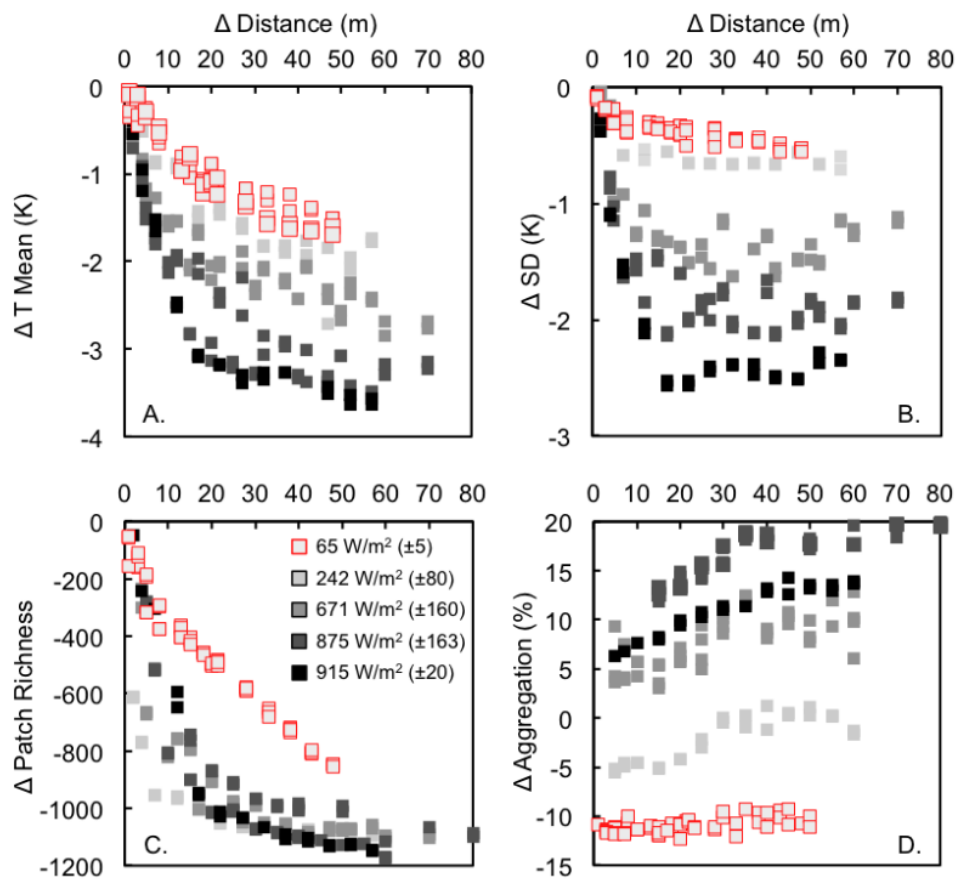 Δ Distance (m)
0 10 20 30 40 50 60 70 80
0
-1
-2
-3
-4
Δ T Mean (K)
A.
Δ Distance (m)
0 10 20 30 40 50 60 70 80
0
-1
-2
-3
Δ SD (K)
B.
0 10 20 30 40 50 60 70 80
0
-200
-400
-600
-800
-1000
-1200
Δ Patch Richness
65 W/m² (±5)
242 W/m² (±80)
671 W/m² (±160)
875 W/m² (±163)
915 W/m² (±20)
C.
0 10 20 30 40 50 60 70 80
20
15
10
5
0
-5
-10
-15
Δ Aggregation (%)
D.